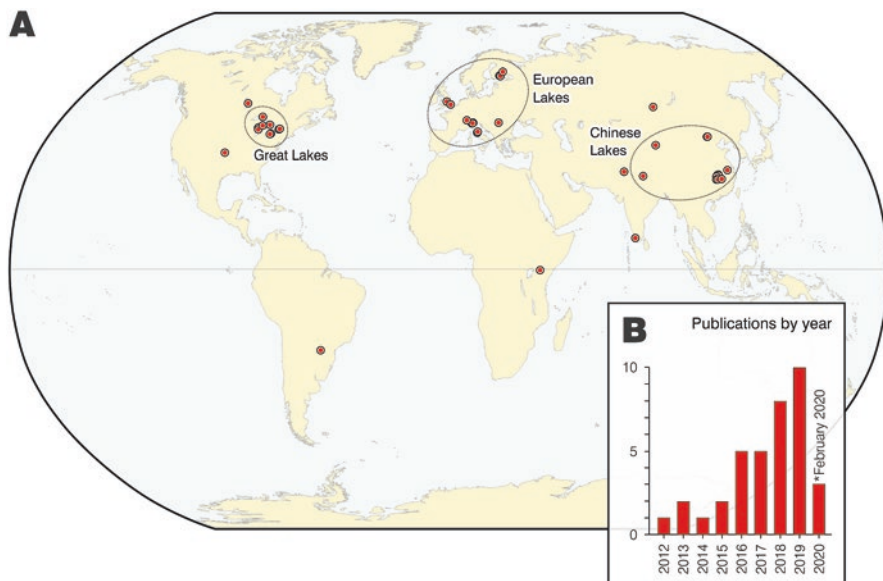 A
European
Lakes
Chinese
Lakes
Great Lakes
B
Publications by year
10
5
0
*February 2020
2012
2013
2014
2015
2016
2017
2018
2019
2020